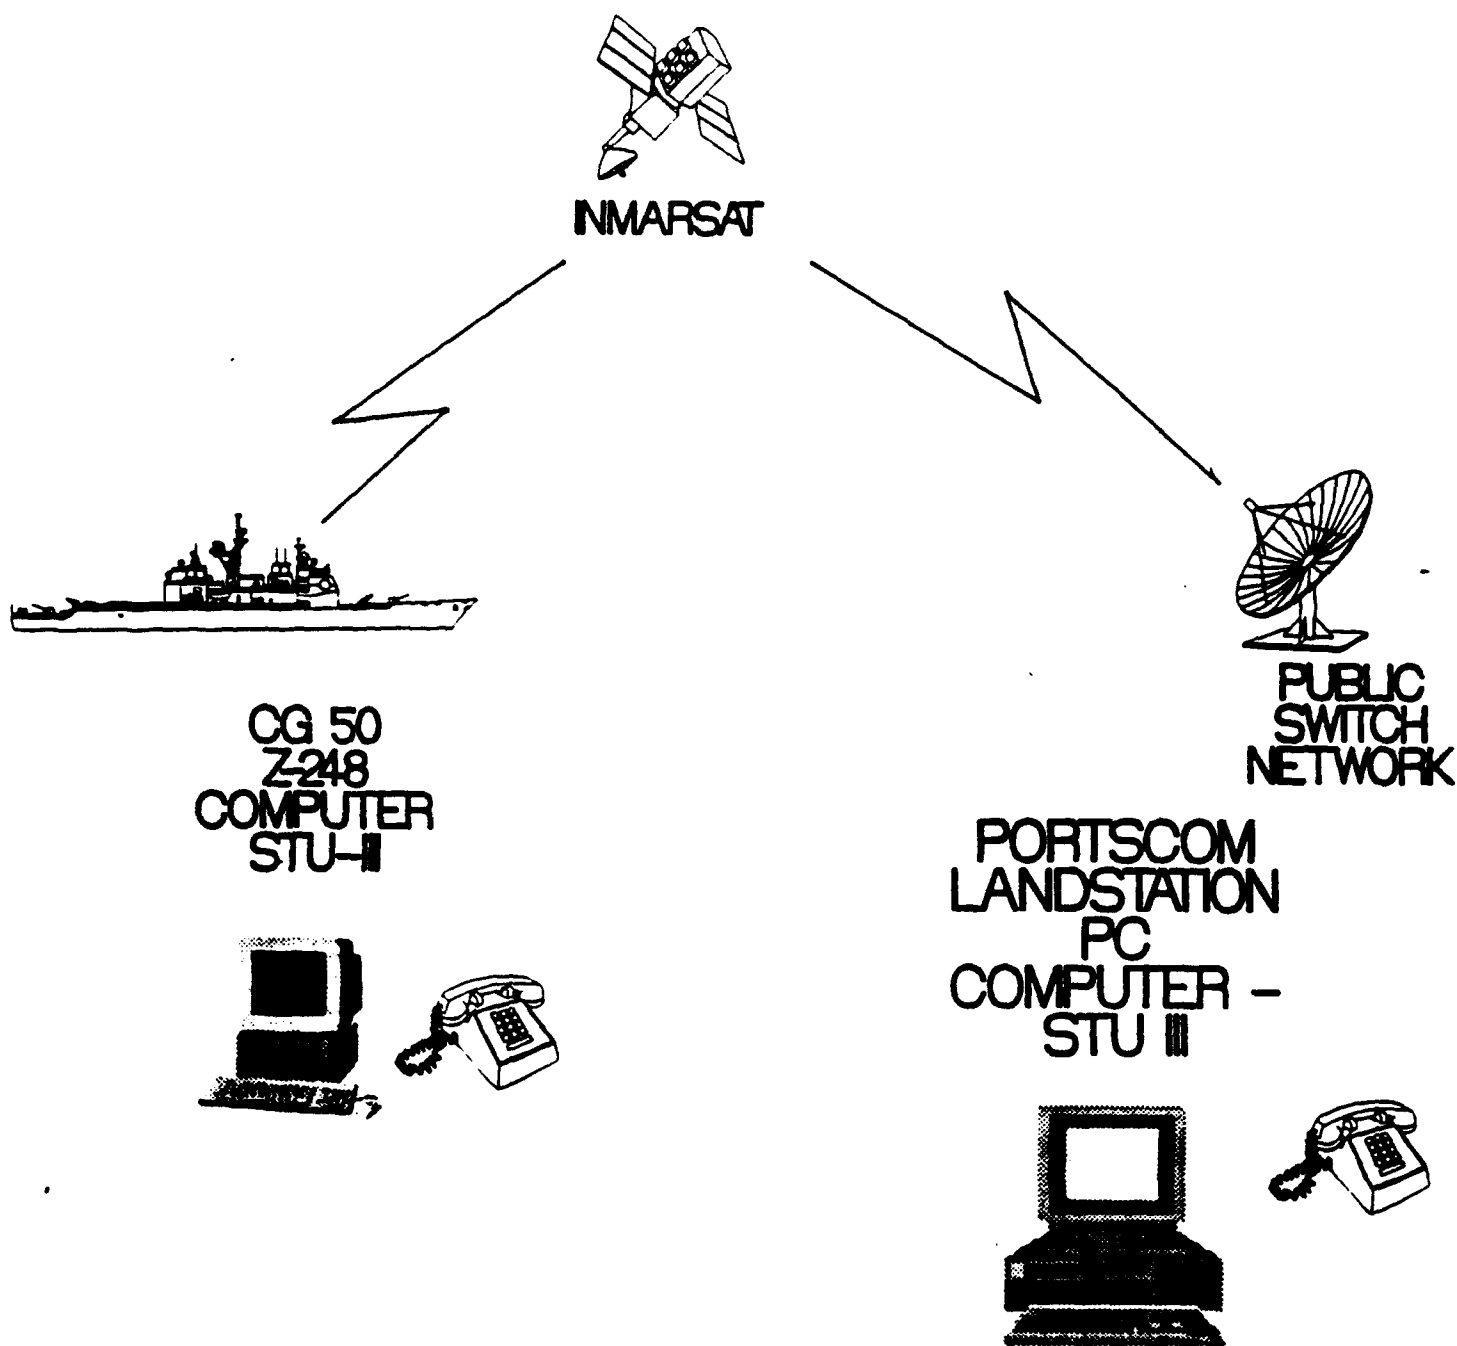 INMARSAT
PUBLIC
SWITCH
NETWORK
CG 50
Z-248
COMPUTER
STU-III
PORTSCOM
LANDSTATION
PC
COMPUTER -
STU III